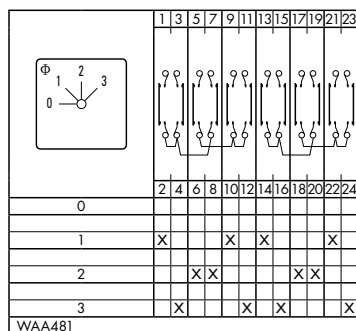 1 3 5 7 9 11 13 15 17 19 21 23
Φ
2
1 3
0
2 4 6 8 10 12 14 16 18 20 22 24
0
1 X X X X
2 X X X X
3 X X X X
WAA481